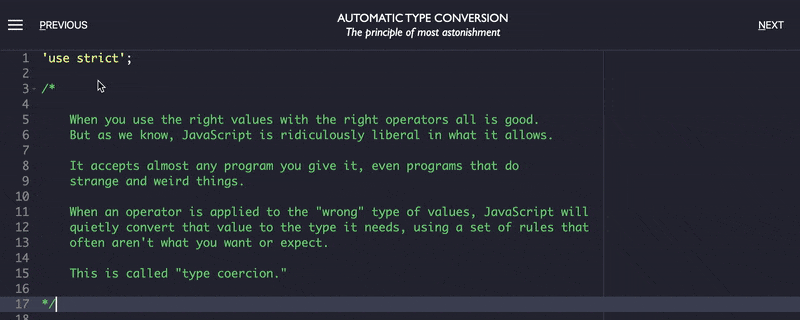 PREVIOUS
AUTOMATIC TYPE CONVERSION
The principle of most astonishment
NEXT
1 'use strict';
2
3 /*
4
5 When you use the right values with the right operators all is good.
6 But as we know, JavaScript is ridiculously liberal in what it allows.
7
8 It accepts almost any program you give it, even programs that do
9 strange and weird things.
10
11 When an operator is applied to the "wrong" type of values, JavaScript will
12 quietly convert that value to the type it needs, using a set of rules that
13 often aren't what you want or expect.
14
15 This is called "type coercion."
16
17 */
18